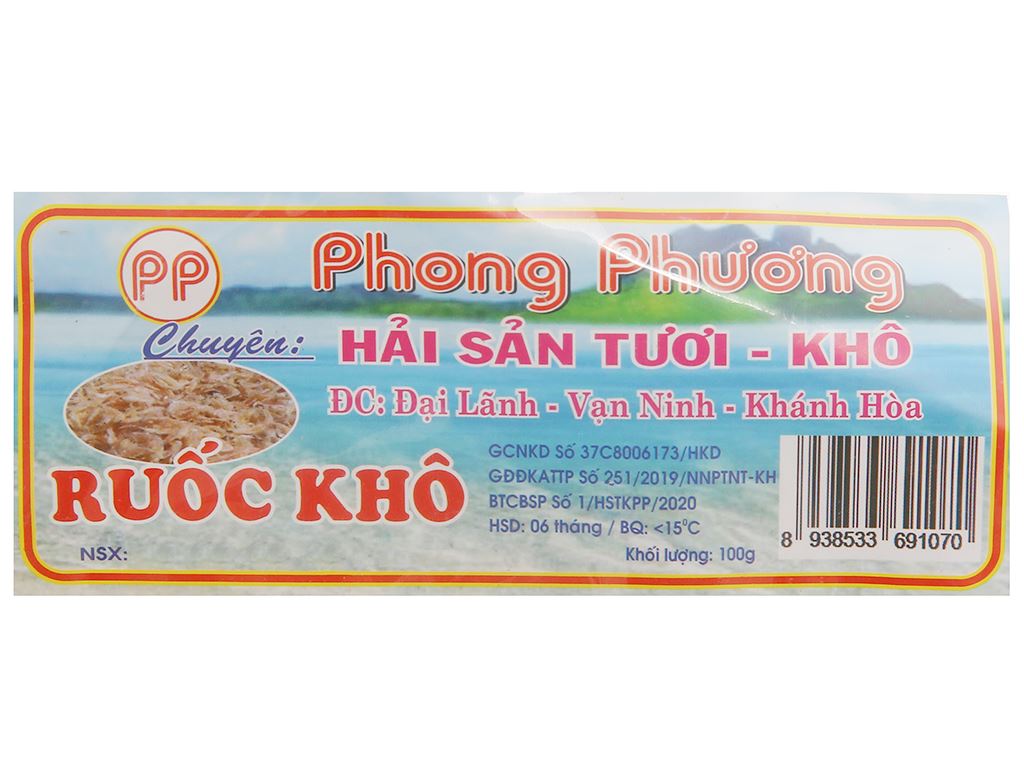 PP
Phong Phương
Chuyên: HẢI SẢN TƯƠI - KHÔ
ĐC: Đại Lãnh - Vạn Ninh - Khánh Hòa
RUỐC KHÔ
GCNKD Số 37C8006173/HKD
GĐĐKATTP Số 251/2019/NNPTNT-KH
BTCBSP Số 1/HSTKPP/2020
HSD: 06 tháng / BQ: <15⁰C
NSX:
Khối lượng: 100g
8 938533 691070